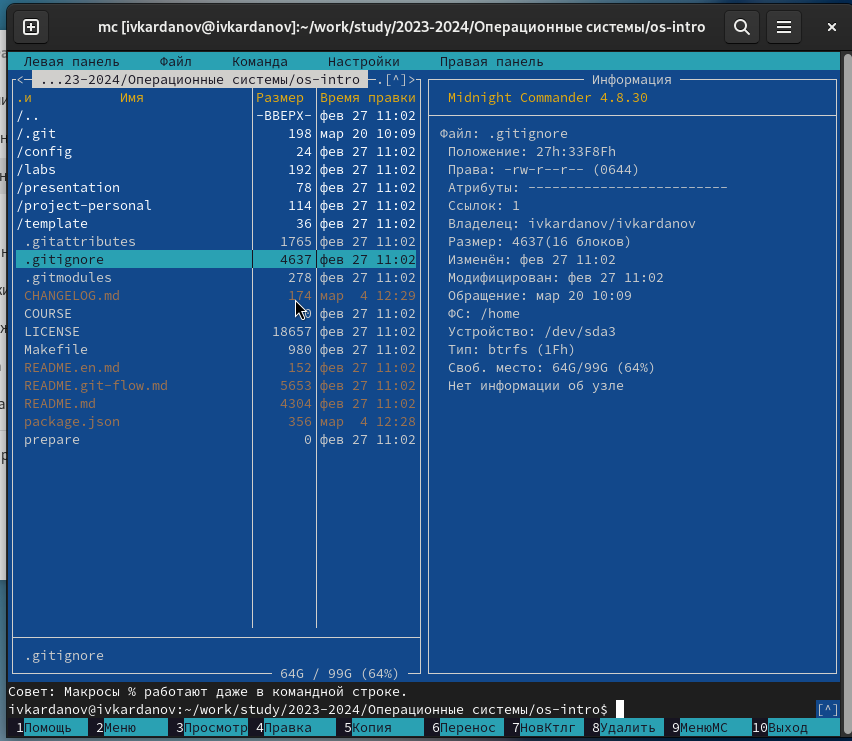 mc [ivkardanov@ivkardanov]:~/work/study/2023-2024/Операционные системы/os-intro
Левая панель Файл Команда Настройки Правая панель
<─ ...23-2024/Операционные системы/os-intro ─.[^]>
.и Имя Размер Время правки
/.. -ВВЕРХ- фев 27 11:02
/.git 198 мар 20 10:09
/config 24 фев 27 11:02
/labs 192 фев 27 11:02
/presentation 78 фев 27 11:02
/project-personal 114 фев 27 11:02
/template 36 фев 27 11:02
.gitattributes 1765 фев 27 11:02
.gitignore 4637 фев 27 11:02
.gitmodules 278 фев 27 11:02
CHANGELOG.md 174 мар 4 12:29
COURSE 0 фев 27 11:02
LICENSE 18657 фев 27 11:02
Makefile 980 фев 27 11:02
README.en.md 152 фев 27 11:02
README.git-flow.md 5653 фев 27 11:02
README.md 4304 фев 27 11:02
package.json 356 мар 4 12:28
prepare 0 фев 27 11:02
.gitignore
64G / 99G (64%)
Информация
Midnight Commander 4.8.30
Файл: .gitignore
Положение: 27h:33F8Fh
Права: -rw-r--r-- (0644)
Атрибуты: -------------------------
Ссылок: 1
Владелец: ivkardanov/ivkardanov
Размер: 4637(16 блоков)
Изменён: фев 27 11:02
Модифицирован: фев 27 11:02
Обращение: мар 20 10:09
ФС: /home
Устройство: /dev/sda3
Тип: btrfs (1Fh)
Своб. место: 64G/99G (64%)
Нет информации об узле
Совет: Макросы % работают даже в командной строке.
ivkardanov@ivkardanov:~/work/study/2023-2024/Операционные системы/os-intro$ [^]
1Помощь 2Меню 3Просмотр 4Правка 5Копия 6Перенос 7НовКтлг 8Удалить 9МенюMC 10Выход